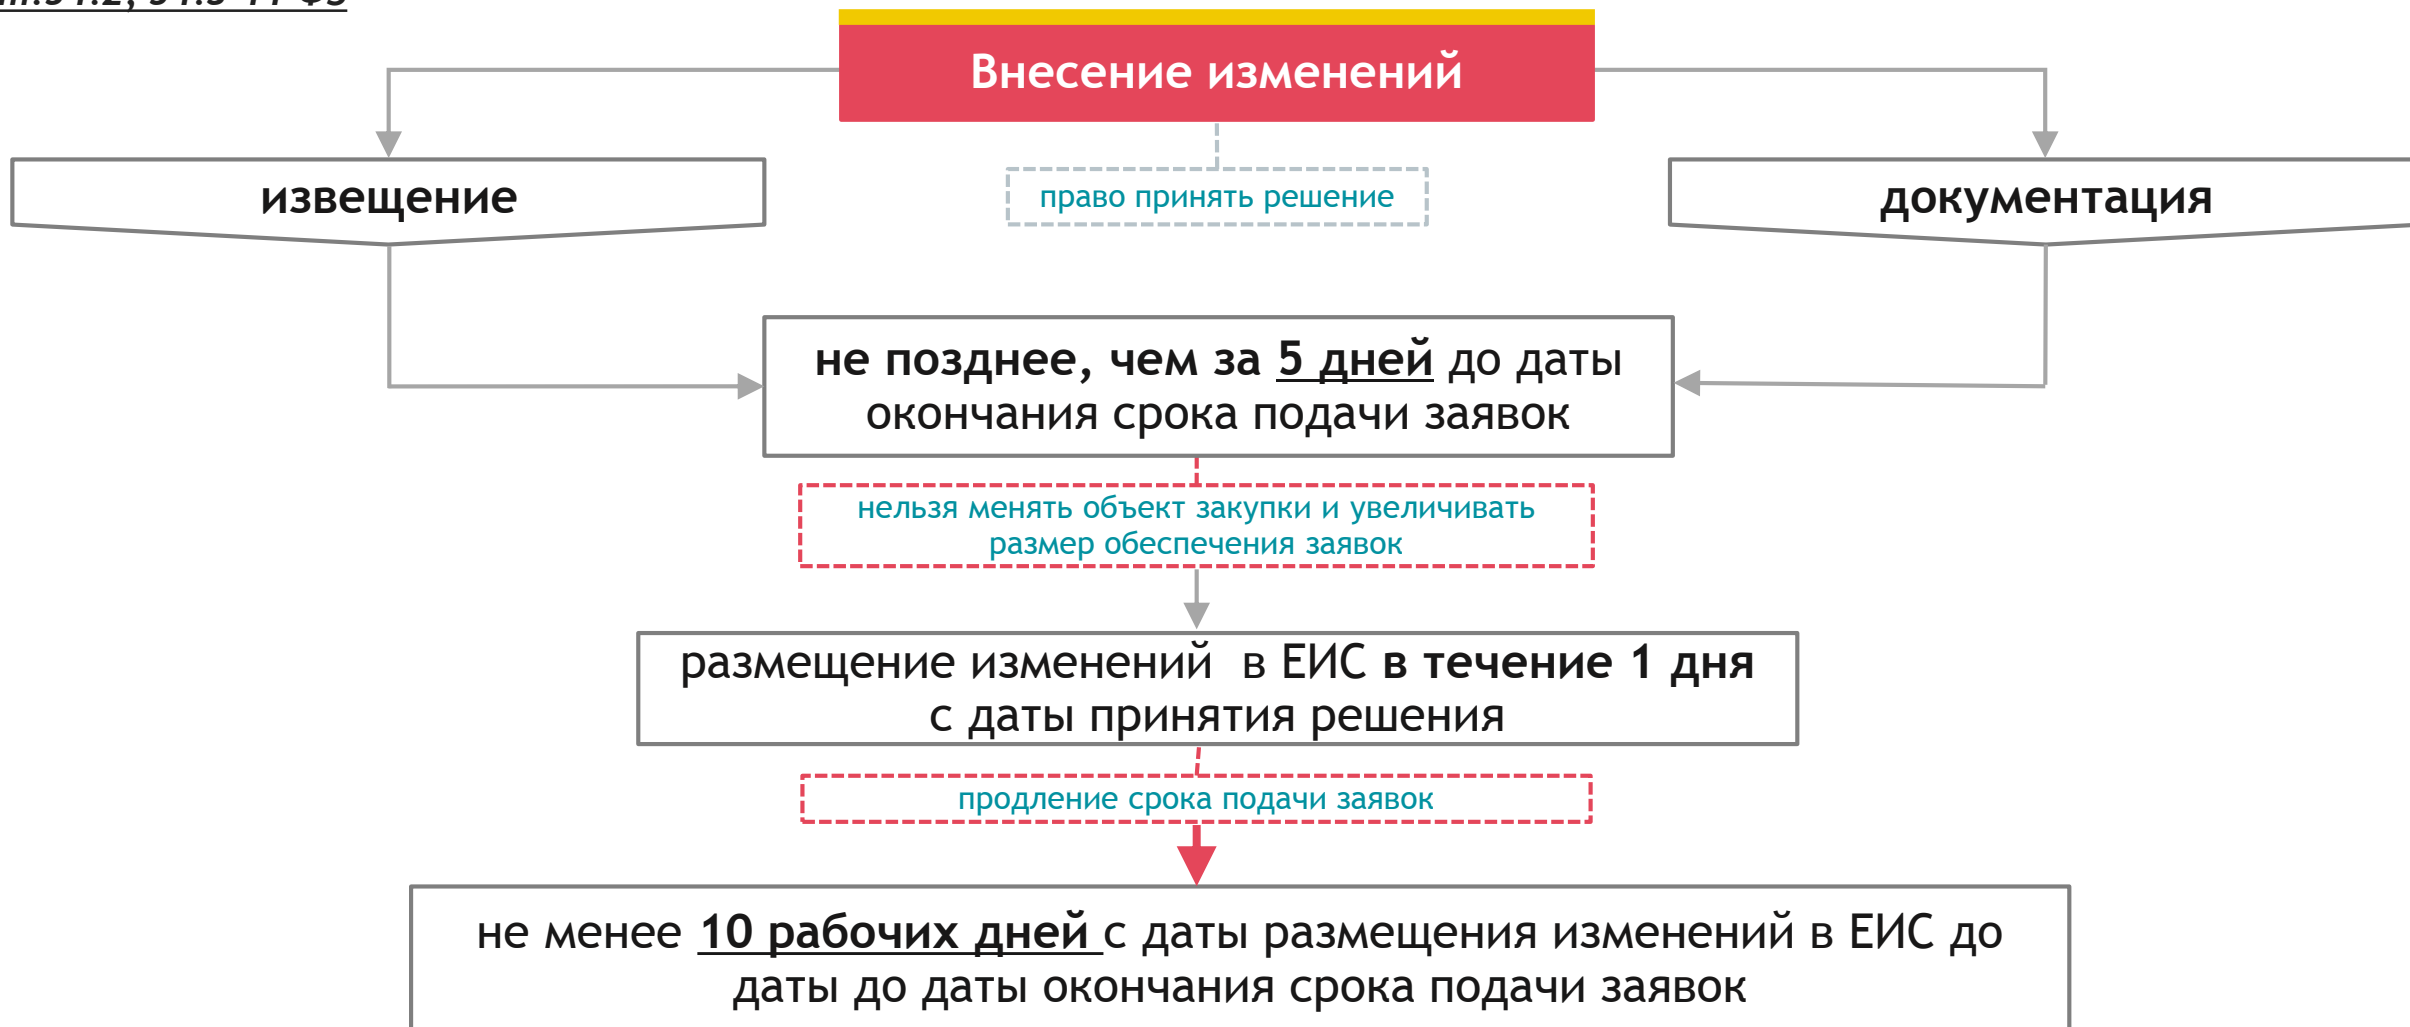 Внесение изменений
извещение
право принять решение
документация
не позднее, чем за 5 дней до даты
окончания срока подачи заявок
нельзя менять объект закупки и увеличивать
размер обеспечения заявок
размещение изменений в ЕИС в течение 1 дня
с даты принятия решения
продление срока подачи заявок
не менее 10 рабочих дней с даты размещения изменений в ЕИС до
даты до даты окончания срока подачи заявок